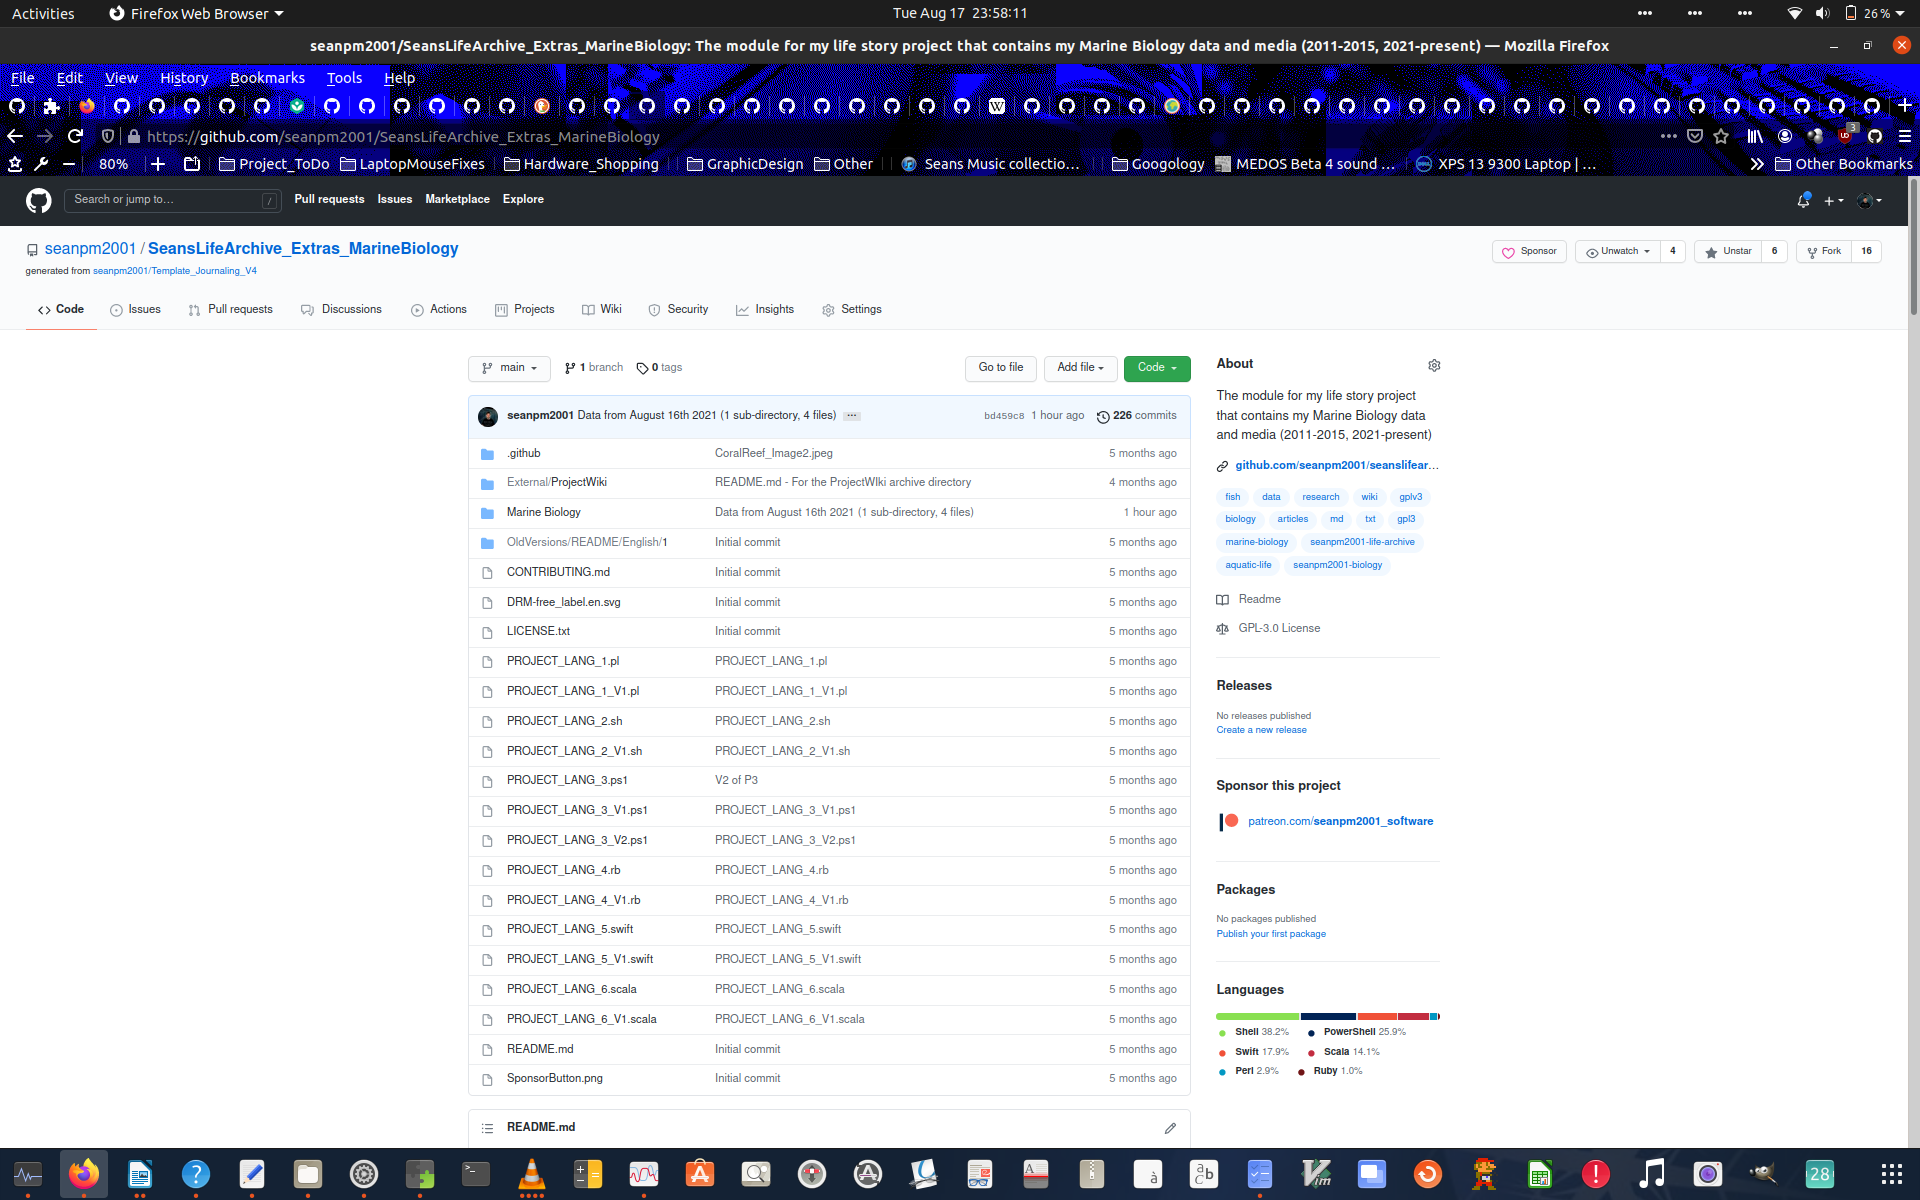 Activities Firefox Web Browser Tue Aug 17 23:58:11 26%
seanpm2001/SeansLifeArchive_Extras_MarineBiology: The module for my life story project that contains my Marine Biology data and media (2011-2015, 2021-present) — Mozilla Firefox
File Edit View History Bookmarks Tools Help
https://github.com/seanpm2001/SeansLifeArchive_Extras_MarineBiology 3
80% Project_ToDo LaptopMouseFixes Hardware_Shopping GraphicDesign Other Seans Music collectio… Googology MEDOS Beta 4 sound … XPS 13 9300 Laptop | … Other Bookmarks
Search or jump to… / Pull requests Issues Marketplace Explore
seanpm2001 / SeansLifeArchive_Extras_MarineBiology Sponsor Unwatch 4 Unstar 6 Fork 16
generated from seanpm2001/Template_Journaling_V4
Code Issues Pull requests Discussions Actions Projects Wiki Security Insights Settings
main 1 branch 0 tags Go to file Add file Code
seanpm2001 Data from August 16th 2021 (1 sub-directory, 4 files) ... bd459c8 1 hour ago 226 commits
.github CoralReef_Image2.jpeg 5 months ago
External/ProjectWiki README.md - For the ProjectWIki archive directory 4 months ago
Marine Biology Data from August 16th 2021 (1 sub-directory, 4 files) 1 hour ago
OldVersions/README/English/1 Initial commit 5 months ago
CONTRIBUTING.md Initial commit 5 months ago
DRM-free_label.en.svg Initial commit 5 months ago
LICENSE.txt Initial commit 5 months ago
PROJECT_LANG_1.pl PROJECT_LANG_1.pl 5 months ago
PROJECT_LANG_1_V1.pl PROJECT_LANG_1_V1.pl 5 months ago
PROJECT_LANG_2.sh PROJECT_LANG_2.sh 5 months ago
PROJECT_LANG_2_V1.sh PROJECT_LANG_2_V1.sh 5 months ago
PROJECT_LANG_3.ps1 V2 of P3 5 months ago
PROJECT_LANG_3_V1.ps1 PROJECT_LANG_3_V1.ps1 5 months ago
PROJECT_LANG_3_V2.ps1 PROJECT_LANG_3_V2.ps1 5 months ago
PROJECT_LANG_4.rb PROJECT_LANG_4.rb 5 months ago
PROJECT_LANG_4_V1.rb PROJECT_LANG_4_V1.rb 5 months ago
PROJECT_LANG_5.swift PROJECT_LANG_5.swift 5 months ago
PROJECT_LANG_5_V1.swift PROJECT_LANG_5_V1.swift 5 months ago
PROJECT_LANG_6.scala PROJECT_LANG_6.scala 5 months ago
PROJECT_LANG_6_V1.scala PROJECT_LANG_6_V1.scala 5 months ago
README.md Initial commit 5 months ago
SponsorButton.png Initial commit 5 months ago
README.md
About
The module for my life story project
that contains my Marine Biology data
and media (2011-2015, 2021-present)
github.com/seanpm2001/seanslifear…
fish data research wiki gplv3
biology articles md txt gpl3
marine-biology seanpm2001-life-archive
aquatic-life seanpm2001-biology
Readme
GPL-3.0 License
Releases
No releases published
Create a new release
Sponsor this project
patreon.com/seanpm2001_software
Packages
No packages published
Publish your first package
Languages
Shell 38.2% PowerShell 25.9%
Swift 17.9% Scala 14.1%
Perl 2.9% Ruby 1.0%
28